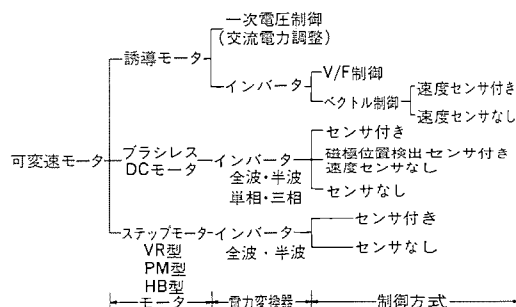 一次電圧制御
(交流電力調整)
誘導モータ
インバータ
V/F制御
ベクトル制御
速度センサ付き
速度センサなし
可変速モータ
ブラシレス
DCモータ
インバータ
全波・半波
単相・三相
センサ付き
磁極位置検出センサ付き
速度センサなし
センサなし
ステップモーター
VR型
PM型
HB型
インバータ
全波・半波
センサ付き
センサなし
モータ
電力変換器
制御方式